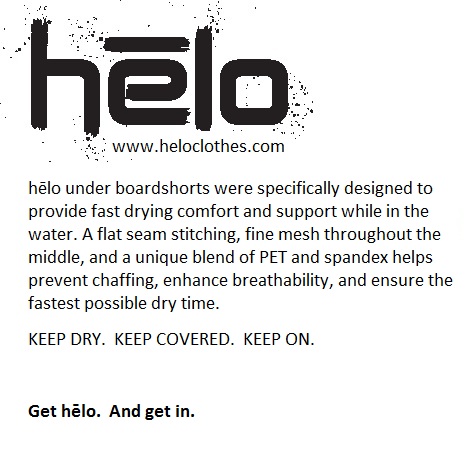 hēlo
www.heloclothes.com
hēlo under boardshorts were specifically designed to
provide fast drying comfort and support while in the
water. A flat seam stitching, fine mesh throughout the
middle, and a unique blend of PET and spandex helps
prevent chaffing, enhance breathability, and ensure the
fastest possible dry time.
KEEP DRY.  KEEP COVERED.  KEEP ON.
Get hēlo.  And get in.